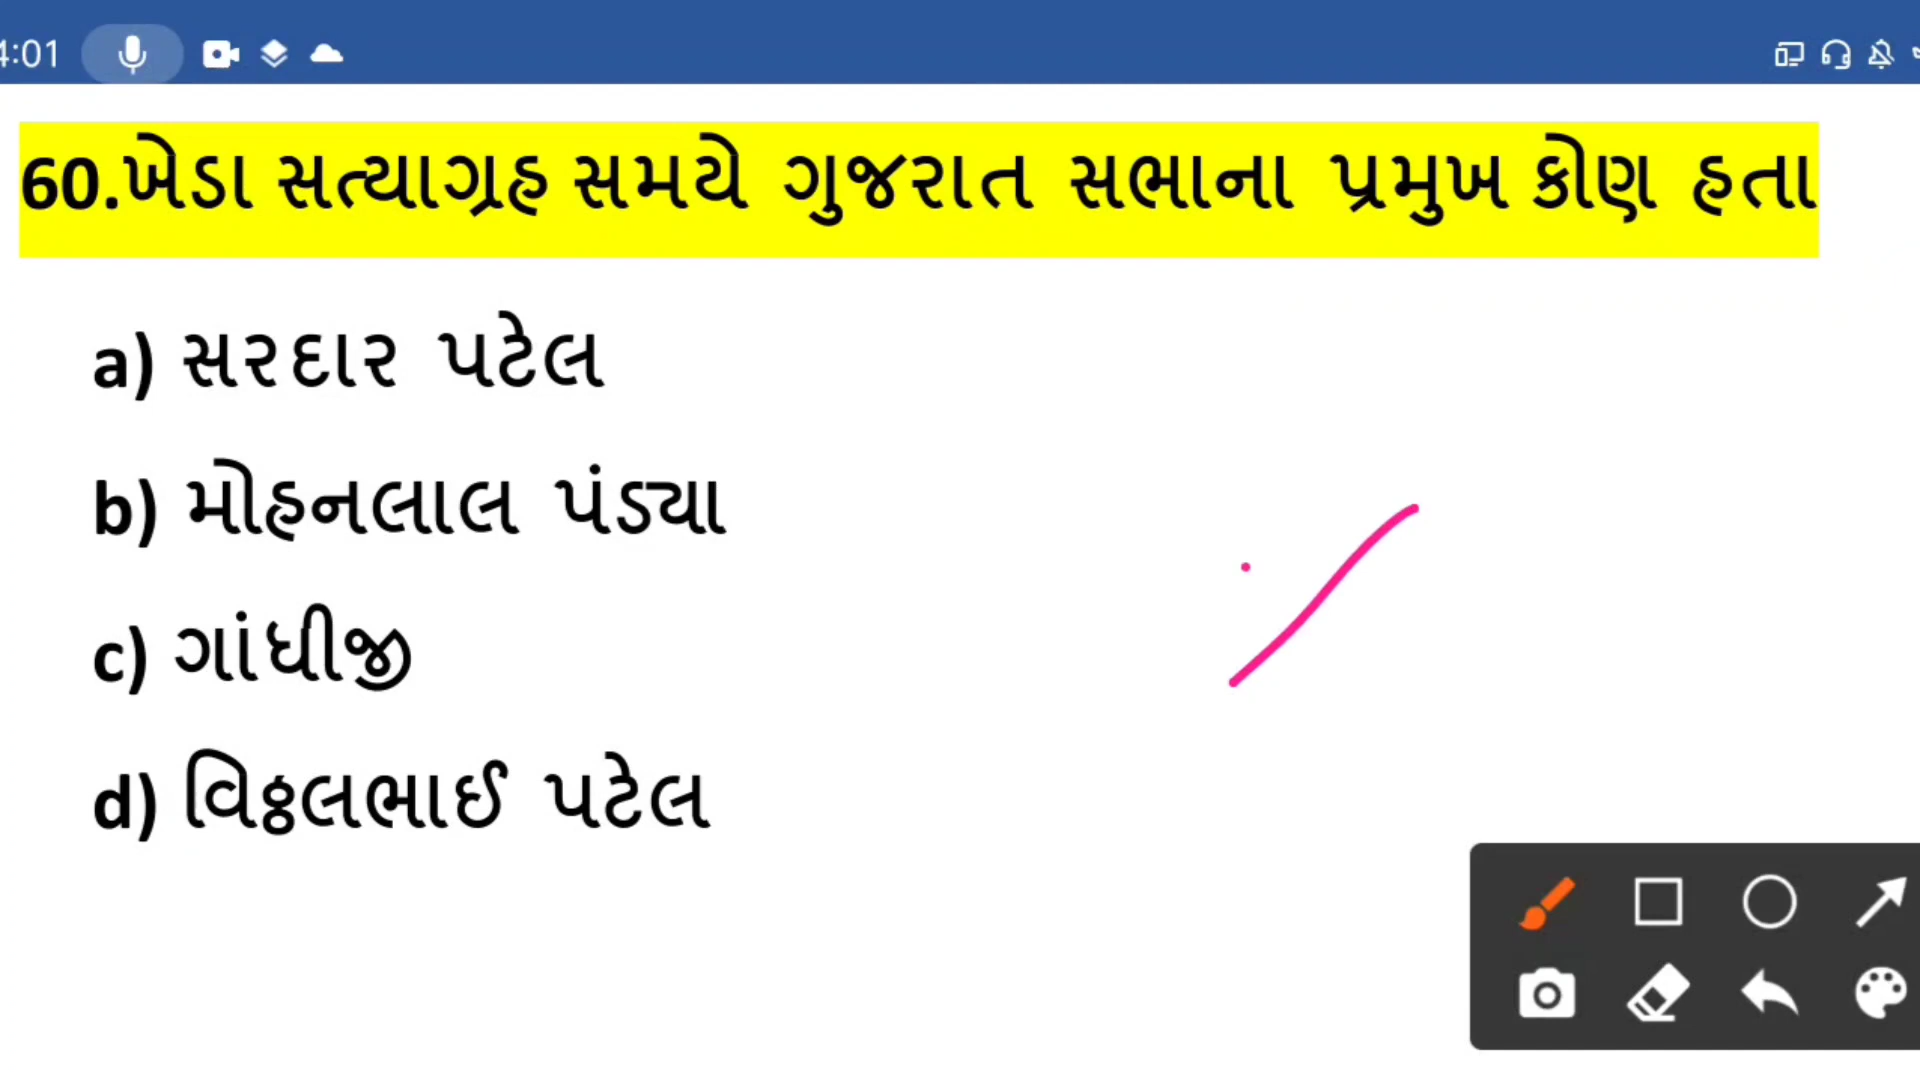 4:01
60.ખેડા સત્યાગ્રહ સમયે ગુજરાત સભાના પ્રમુખ કોણ હતા
a) સરદાર પટેલ
b) મોહનલાલ પંડ્યા
c) ગાંધીજી
d) વિઠ્ઠલભાઈ પટેલ